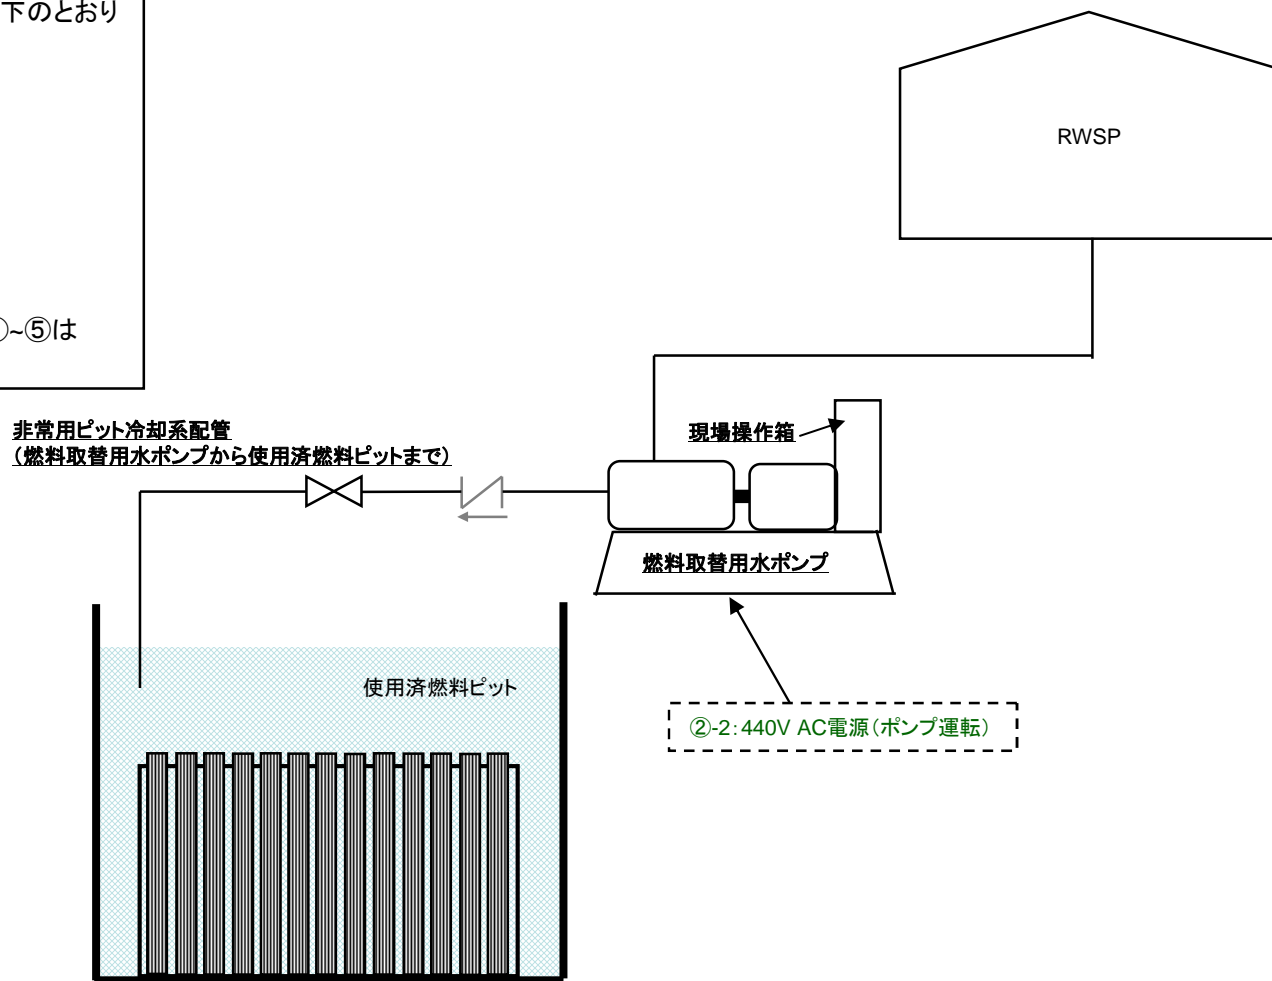 下のとおり
~⑤は
RWSP
非常用ピット冷却系配管
（燃料取替用水ポンプから使用済燃料ピットまで）
現場操作箱
燃料取替用水ポンプ
使用済燃料ピット
②-2：440V AC電源（ポンプ運転）